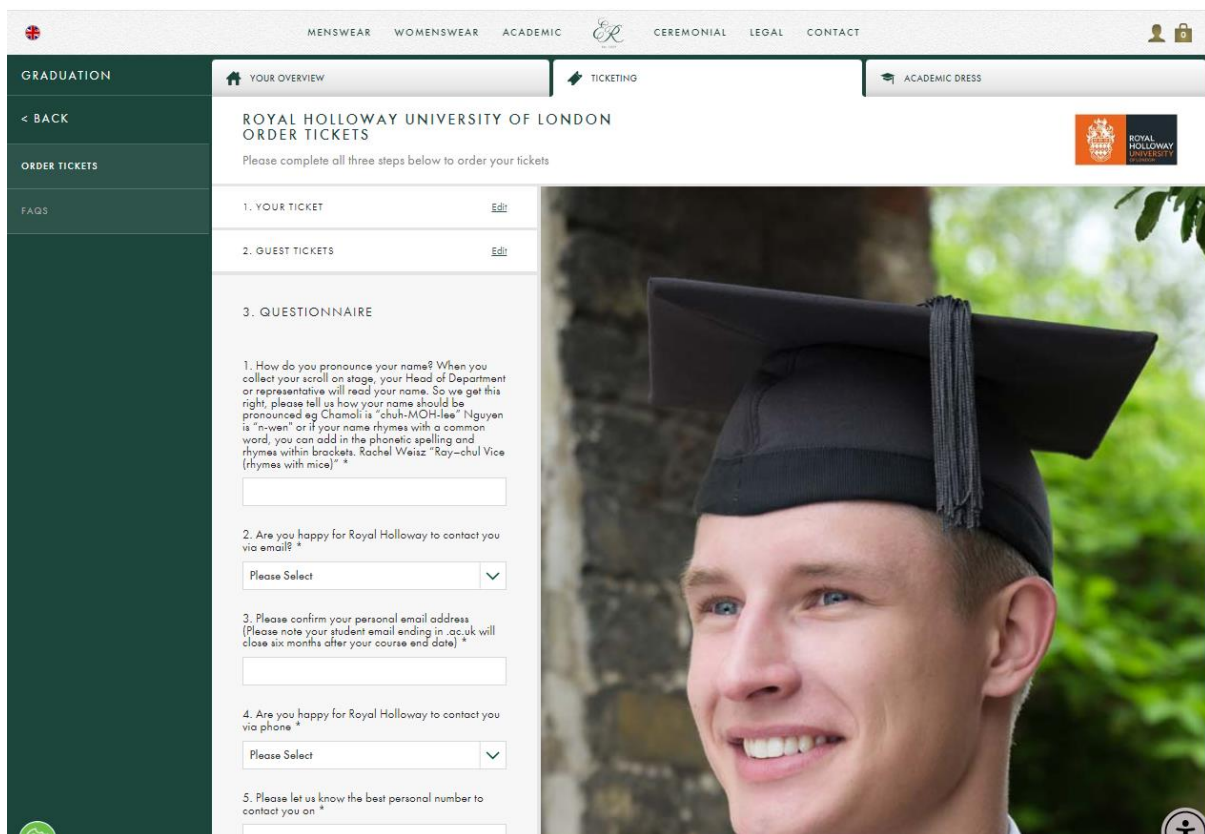 MENSWEAR WOMENSWEAR ACADEMIC ER CEREMONIAL LEGAL CONTACT
0
GRADUATION
YOUR OVERVIEW
TICKETING
ACADEMIC DRESS
< BACK
ORDER TICKETS
FAQS
ROYAL HOLLOWAY UNIVERSITY OF LONDON
ORDER TICKETS
Please complete all three steps below to order your tickets
ROYAL
HOLLOWAY
UNIVERSITY
OF LONDON
1. YOUR TICKET Edit
2. GUEST TICKETS Edit
3. QUESTIONNAIRE
1. How do you pronounce your name? When you
collect your scroll on stage, your Head of Department
or representative will read your name. So we get this
right, please tell us how your name should be
pronounced eg Chamoli is “chuh-MOH-lee” Nguyen
is “n-wen” or if your name rhymes with a common
word, you can add in the phonetic spelling and
rhymes within brackets. Rachel Weisz “Ray–chul Vice
(rhymes with mice)” *
2. Are you happy for Royal Holloway to contact you
via email? *
Please Select
3. Please confirm your personal email address
(Please note your student email ending in .ac.uk will
close six months after your course end date) *
4. Are you happy for Royal Holloway to contact you
via phone *
Please Select
5. Please let us know the best personal number to
contact you on *